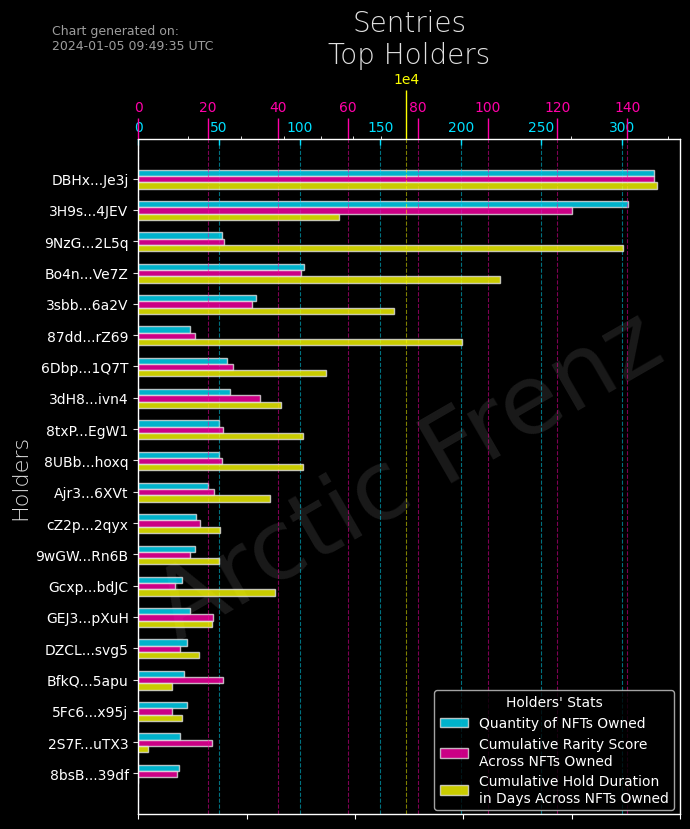 Sentries
Top Holders
Chart generated on:
2024-01-05 09:49:35 UTC
1e4
0 20 40 60 80 100 120 140
0 50 100 150 200 250 300
Holders
DBHx...Je3j
3H9s...4JEV
9NzG...2L5q
Bo4n...Ve7Z
3sbb...6a2V
87dd...rZ69
6Dbp...1Q7T
3dH8...ivn4
8txP...EgW1
8UBb...hoxq
Ajr3...6XVt
cZ2p...2qyx
9wGW...Rn6B
Gcxp...bdJC
GEJ3...pXuH
DZCL...svg5
BfkQ...5apu
5Fc6...x95j
2S7F...uTX3
8bsB...39df
Arctic Frenz
Holders' Stats
Quantity of NFTs Owned
Cumulative Rarity Score
Across NFTs Owned
Cumulative Hold Duration
in Days Across NFTs Owned